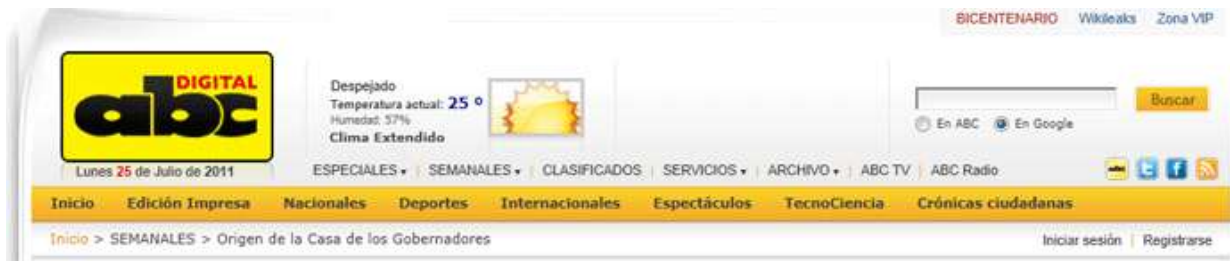 BICENTENARIO Wikileaks Zona VIP
DIGITAL
abc
Lunes 25 de Julio de 2011
Despejado
Temperatura actual: 25 º
Humedad: 57%
Clima Extendido
Buscar
En ABC En Google
ESPECIALES SEMANALES CLASIFICADOS SERVICIOS ARCHIVO ABC TV ABC Radio
Inicio Edición Impresa Nacionales Deportes Internacionales Espectáculos TecnoCiencia Crónicas ciudadanas
Inicio > SEMANALES > Origen de la Casa de los Gobernadores
Iniciar sesión | Registrarse